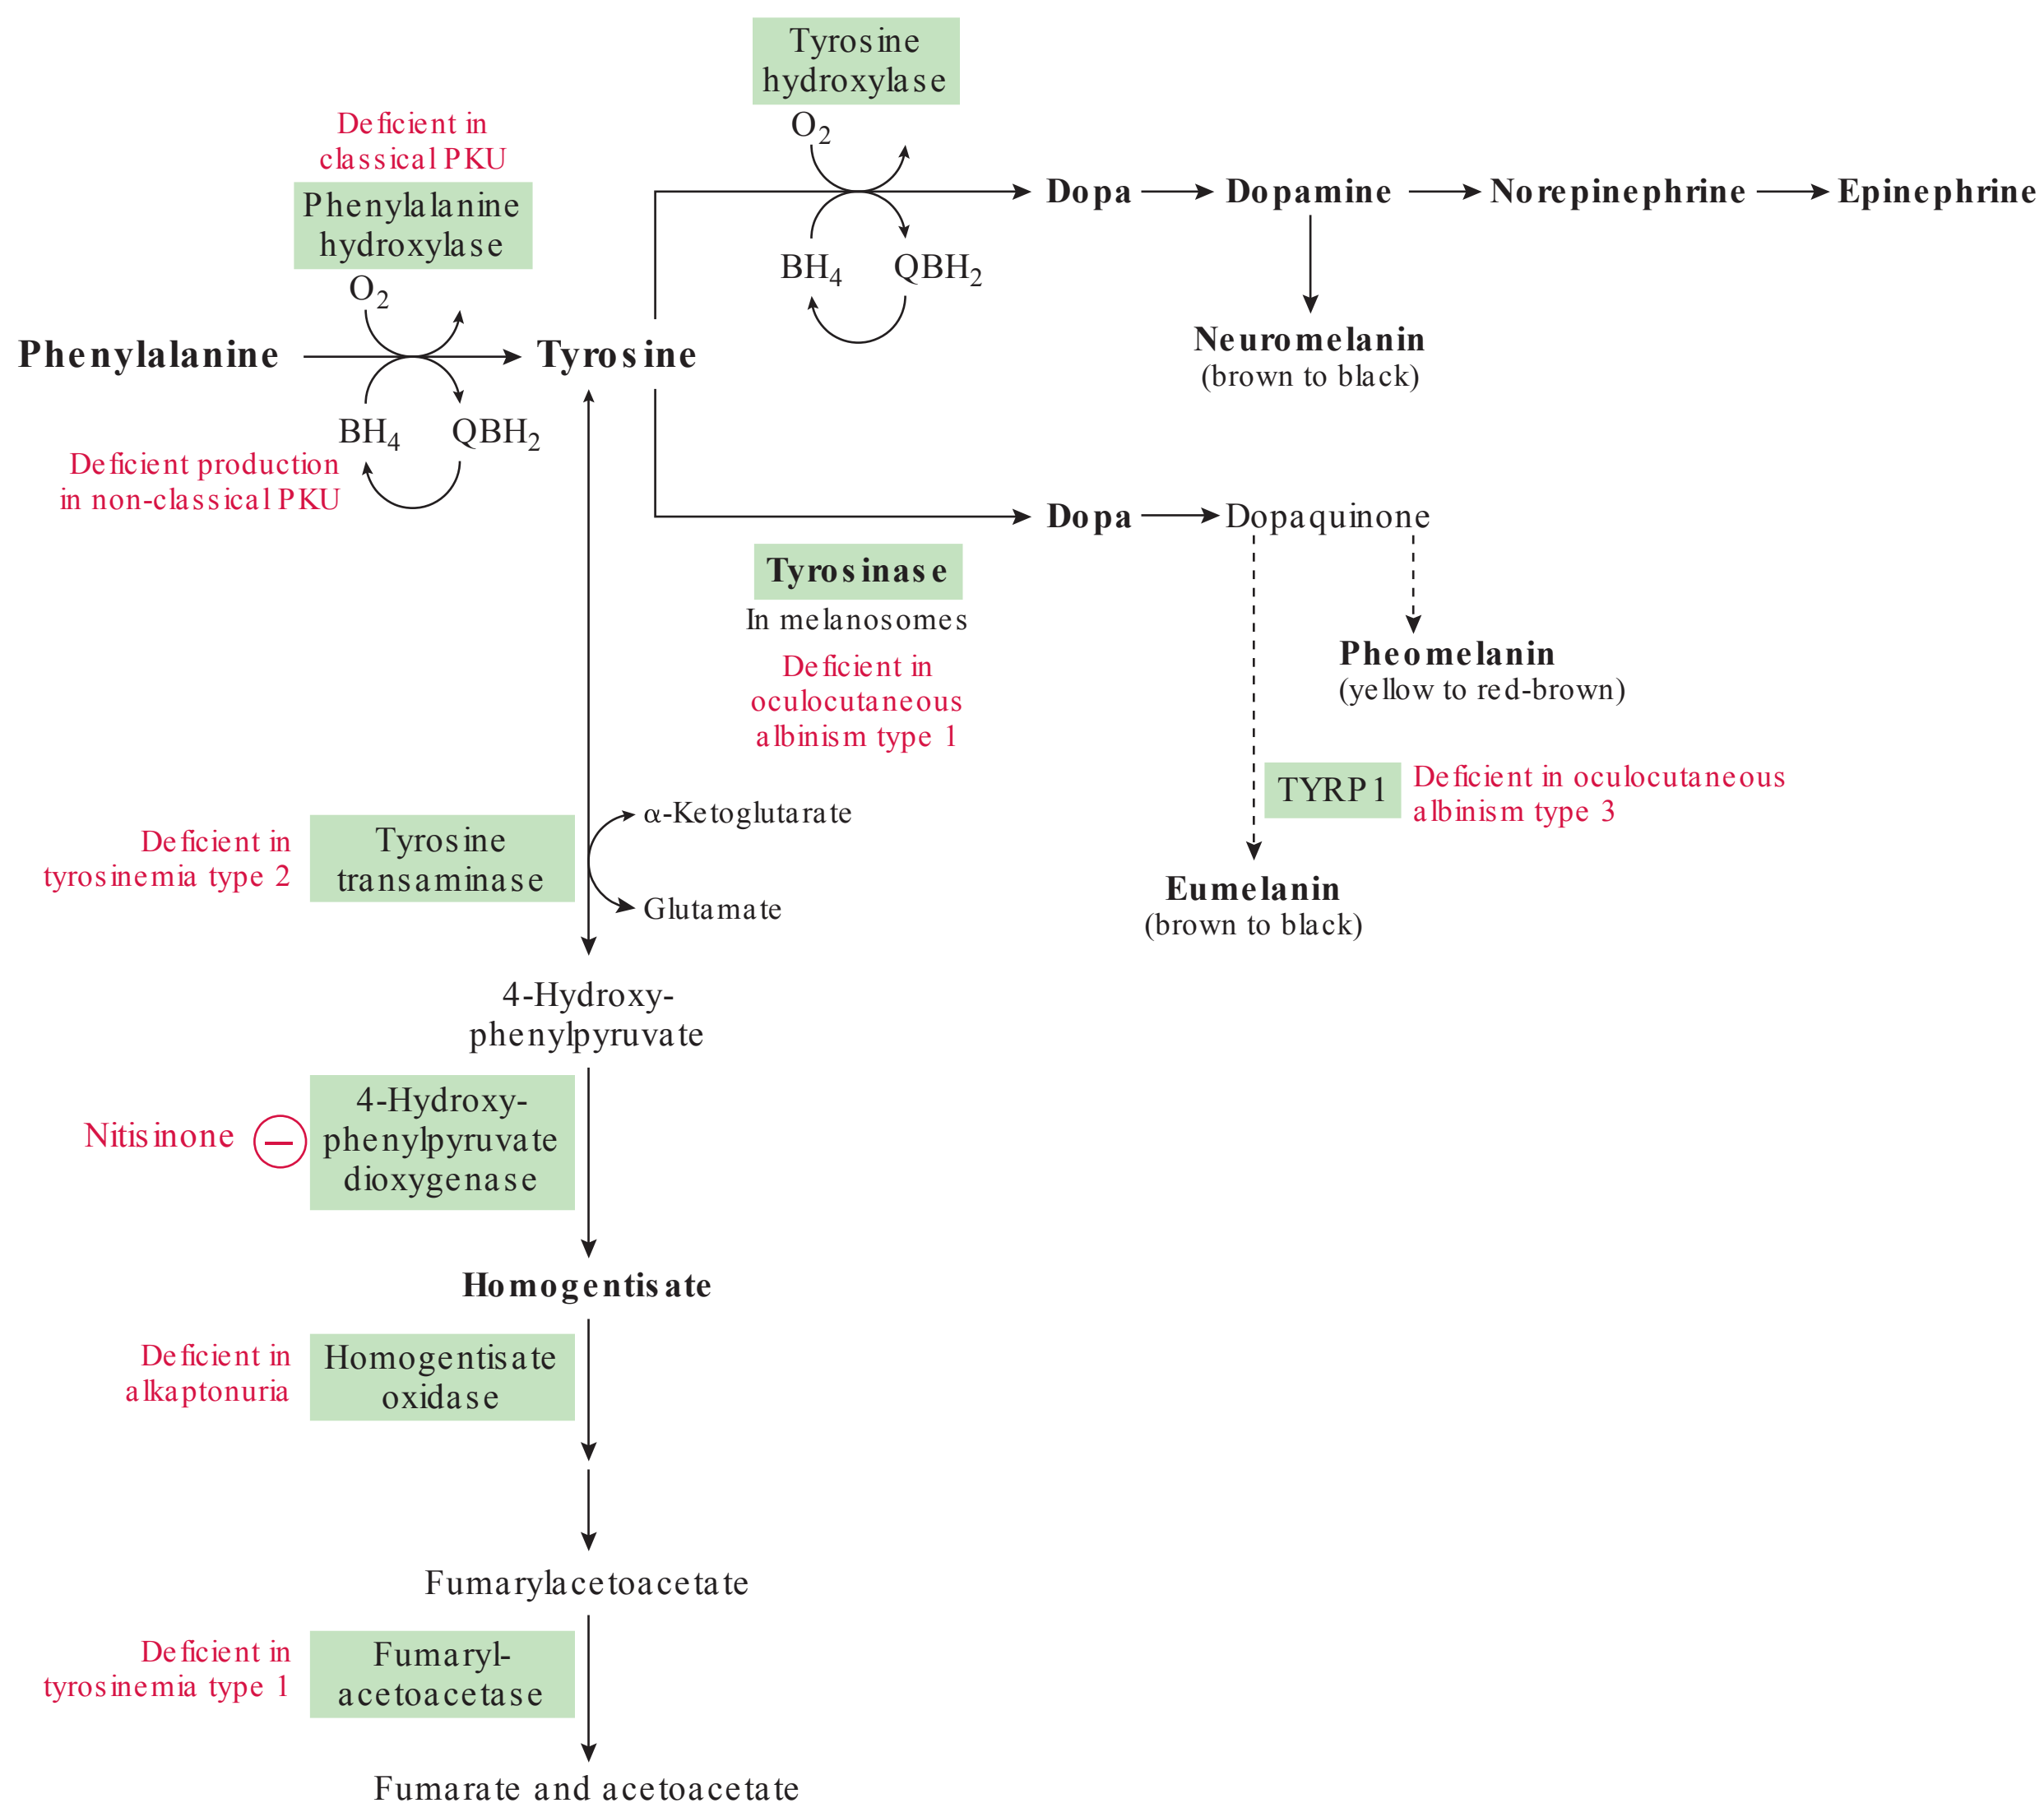 Tyrosine
hydroxylase
O₂
Deficient in
classical PKU
Phenylalanine
hydroxylase
O₂
Dopa
Dopamine
Norepinephrine
Epinephrine
BH₄
QBH₂
Phenylalanine
Tyrosine
Neuromelanin
(brown to black)
BH₄
QBH₂
Deficient production
in non-classical PKU
Dopa
Dopaquinone
Tyrosinase
In melanosomes
Deficient in
oculocutaneous
albinism type 1
Pheomelanin
(yellow to red-brown)
TYRP1
Deficient in oculocutaneous
albinism type 3
Eumelanin
(brown to black)
Deficient in
tyrosinemia type 2
Tyrosine
transaminase
α-Ketoglutarate
Glutamate
4-Hydroxy-
phenylpyruvate
Nitisinone
−
4-Hydroxy-
phenylpyruvate
dioxygenase
Homogentisate
Deficient in
alkaptonuria
Homogentisate
oxidase
Fumarylacetoacetate
Deficient in
tyrosinemia type 1
Fumaryl-
acetoacetase
Fumarate and acetoacetate